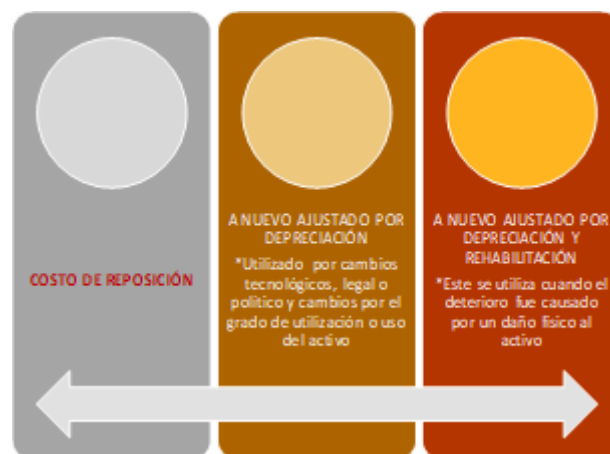 COSTO DE REPOSICIÓN
A NUEVO AJUSTADO POR
DEPRECIACIÓN
*Utilizado por cambios
tecnológicos, legal o
político y cambios por el
grado de utilización o uso
del activo
A NUEVO AJUSTADO POR
DEPRECIACIÓN Y
REHABILITACIÓN
*Este se utiliza cuando el
deterioro fue causado
por un daño físico al
activo